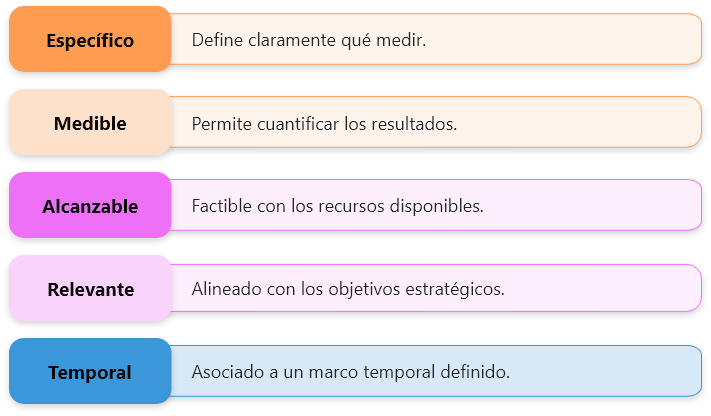 Específico
Define claramente qué medir.
Medible
Permite cuantificar los resultados.
Alcanzable
Factible con los recursos disponibles.
Relevante
Alineado con los objetivos estratégicos.
Temporal
Asociado a un marco temporal definido.